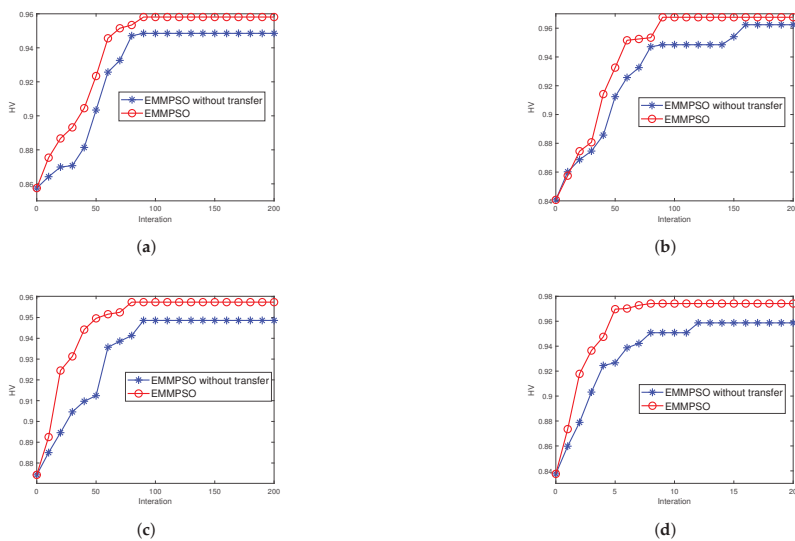 0.96
0.94
0.92
0.9
0.88
0.86
HV
EMMPSO without transfer
EMMPSO
0 50 100 150 200
Interation
(a)
0.96
0.94
0.92
0.9
0.88
0.86
0.84
HV
EMMPSO without transfer
EMMPSO
0 50 100 150 200
Interation
(b)
0.96
0.95
0.94
0.93
0.92
0.91
0.9
0.89
0.88
HV
EMMPSO without transfer
EMMPSO
0 50 100 150 200
Interation
(c)
0.98
0.96
0.94
0.92
0.9
0.88
0.86
0.84
HV
EMMPSO without transfer
EMMPSO
0 5 10 15 20
Interation
(d)